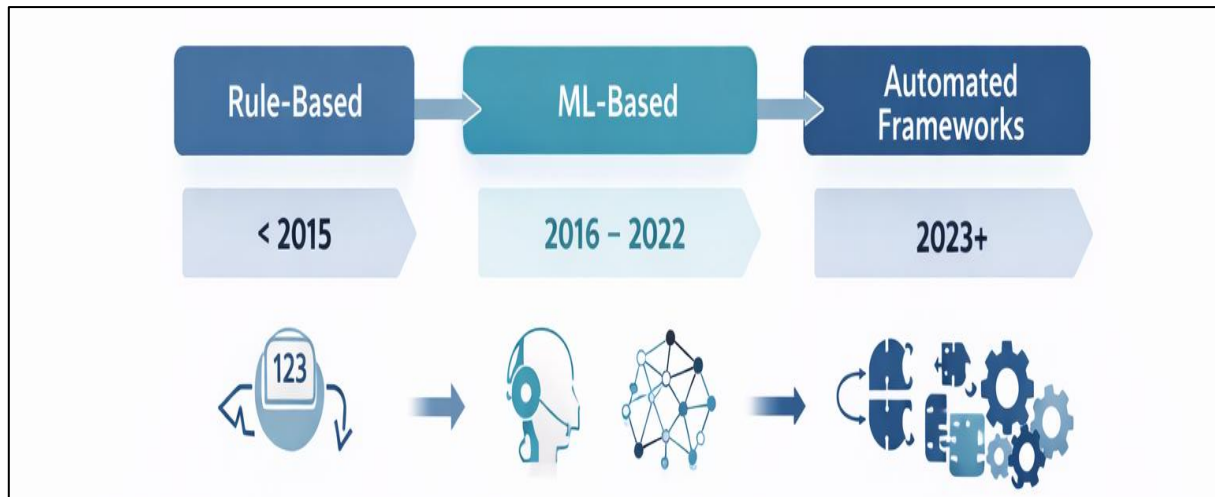 Rule-Based
ML-Based
Automated
Frameworks
< 2015
2016 – 2022
2023+
123